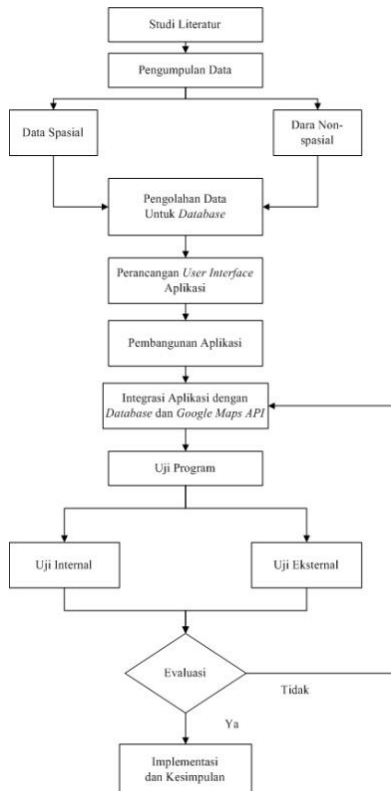 Studi Literatur
Pengumpulan Data
Data Spasial
Dara Non-
spasial
Pengolahan Data
Untuk Database
Perancangan User Interface
Aplikasi
Pembangunan Aplikasi
Integrasi Aplikasi dengan
Database dan Google Maps API
Uji Program
Uji Internal
Uji Eksternal
Evaluasi
Tidak
Ya
Implementasi
dan Kesimpulan